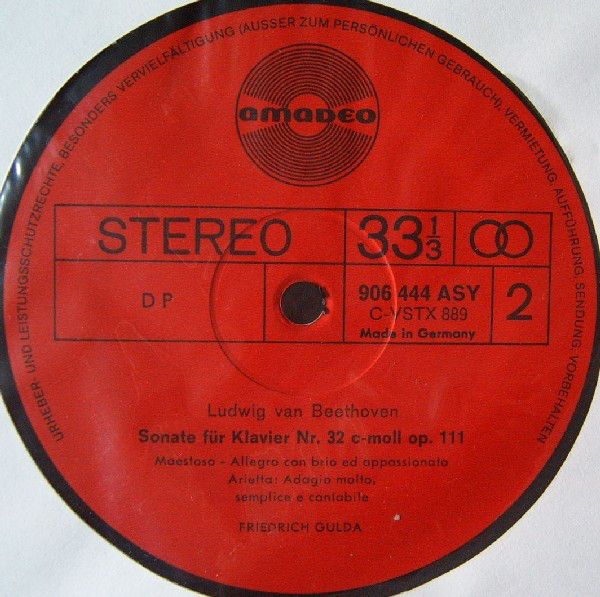 URHEBER- UND LEISTUNGSSCHUTZRECHTE, BESONDERS VERVIELFÄLTIGUNG (AUSSER ZUM PERSÖNLICHEN GEBRAUCH), VERMIETUNG, AUFFÜHRUNG, SENDUNG, VORBEHALTEN
amadeo
STEREO
33 1/3
DP
906 444 ASY
C-VSTX 889
Made in Germany
2
Ludwig van Beethoven
Sonate für Klavier Nr. 32 c-moll op. 111
Maestoso - Allegro con brio ed appassionato
Arietta: Adagio molto,
semplice e cantabile
FRIEDRICH GULDA